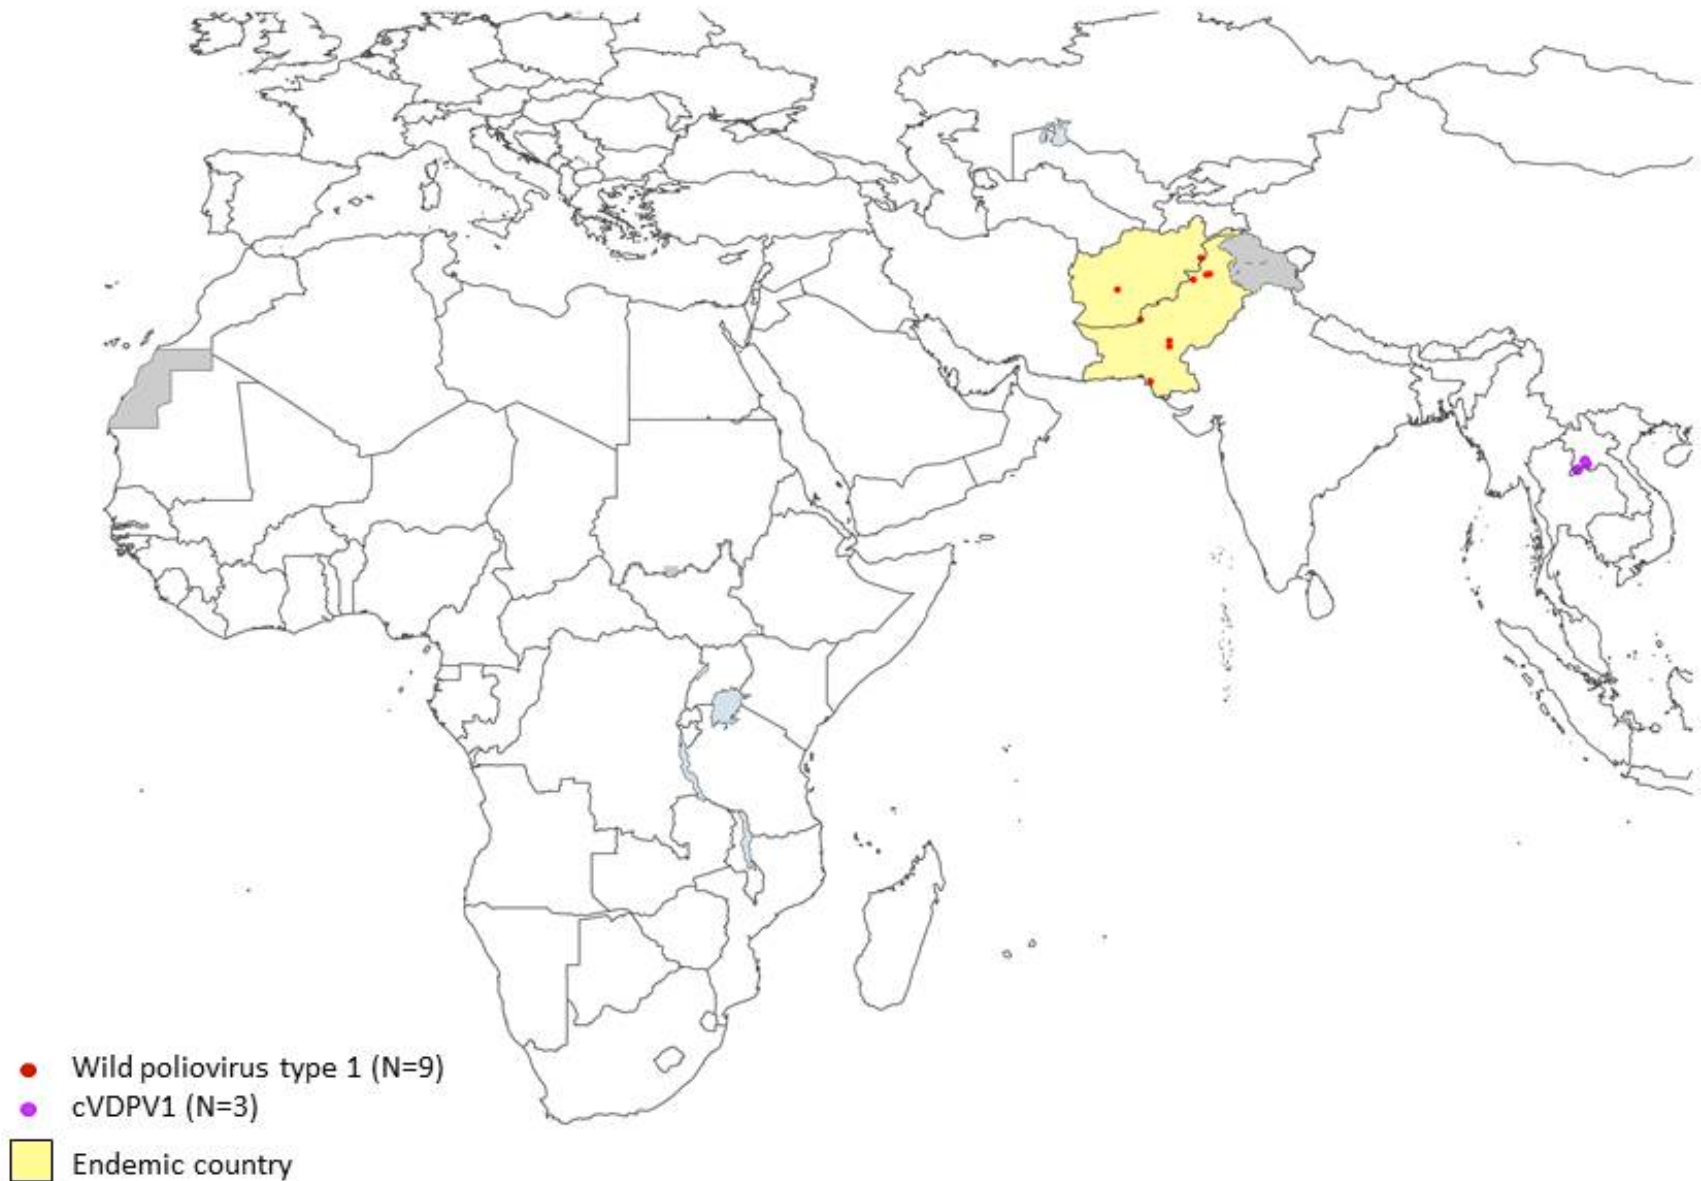 Wild poliovirus type 1 (N=9)
cVDPV1 (N=3)
Endemic country